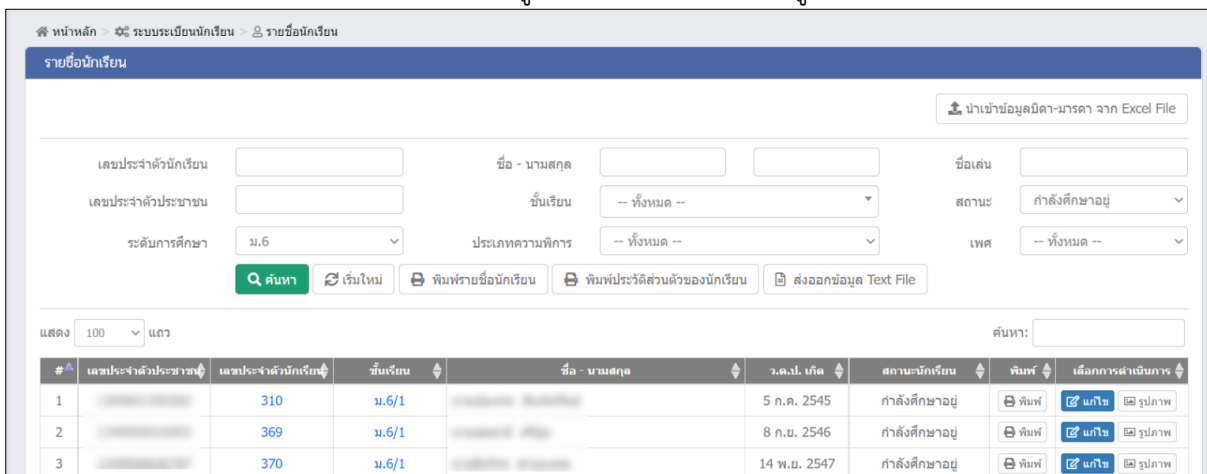 หน้าหลัก > ระบบระเบียนนักเรียน > รายชื่อนักเรียน
รายชื่อนักเรียน
นำเข้าข้อมูลบิดา-มารดา จาก Excel File
เลขประจำตัวนักเรียน ชื่อ - นามสกุล ชื่อเล่น
เลขประจำตัวประชาชน ชั้นเรียน -- ทั้งหมด -- สถานะ กำลังศึกษาอยู่
ระดับการศึกษา ม.6 ประเภทความพิการ -- ทั้งหมด -- เพศ -- ทั้งหมด --
ค้นหา เริ่มใหม่ พิมพ์รายชื่อนักเรียน พิมพ์ประวัติส่วนตัวของนักเรียน ส่งออกข้อมูล Text File
แสดง 100 แถว ค้นหา:
# เลขประจำตัวประชาชน เลขประจำตัวนักเรียน ชั้นเรียน ชื่อ - นามสกุล ว.ด.ป. เกิด สถานะนักเรียน พิมพ์ เลือกการดำเนินการ
1 310 ม.6/1 5 ก.ค. 2545 กำลังศึกษาอยู่ พิมพ์ แก้ไข รูปภาพ
2 369 ม.6/1 8 ก.ย. 2546 กำลังศึกษาอยู่ พิมพ์ แก้ไข รูปภาพ
3 370 ม.6/1 14 พ.ย. 2547 กำลังศึกษาอยู่ พิมพ์ แก้ไข รูปภาพ